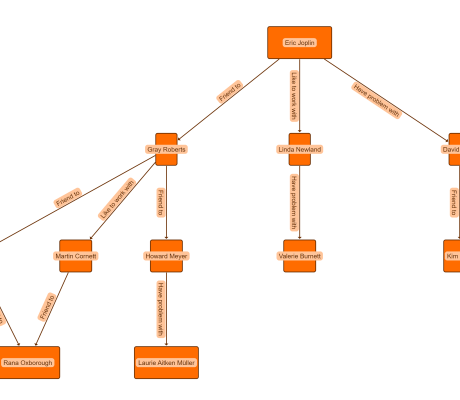 Eric Joplin
Friend to
Like to work with
Have problem with
Gray Roberts
Linda Newland
David
Friend to
Like to work with
Friend to
Have problem with
Friend to
Martin Cornett
Howard Meyer
Valerie Burnett
Kim
Friend to
Have problem with
Rana Oxborough
Laurie Aitken Müller